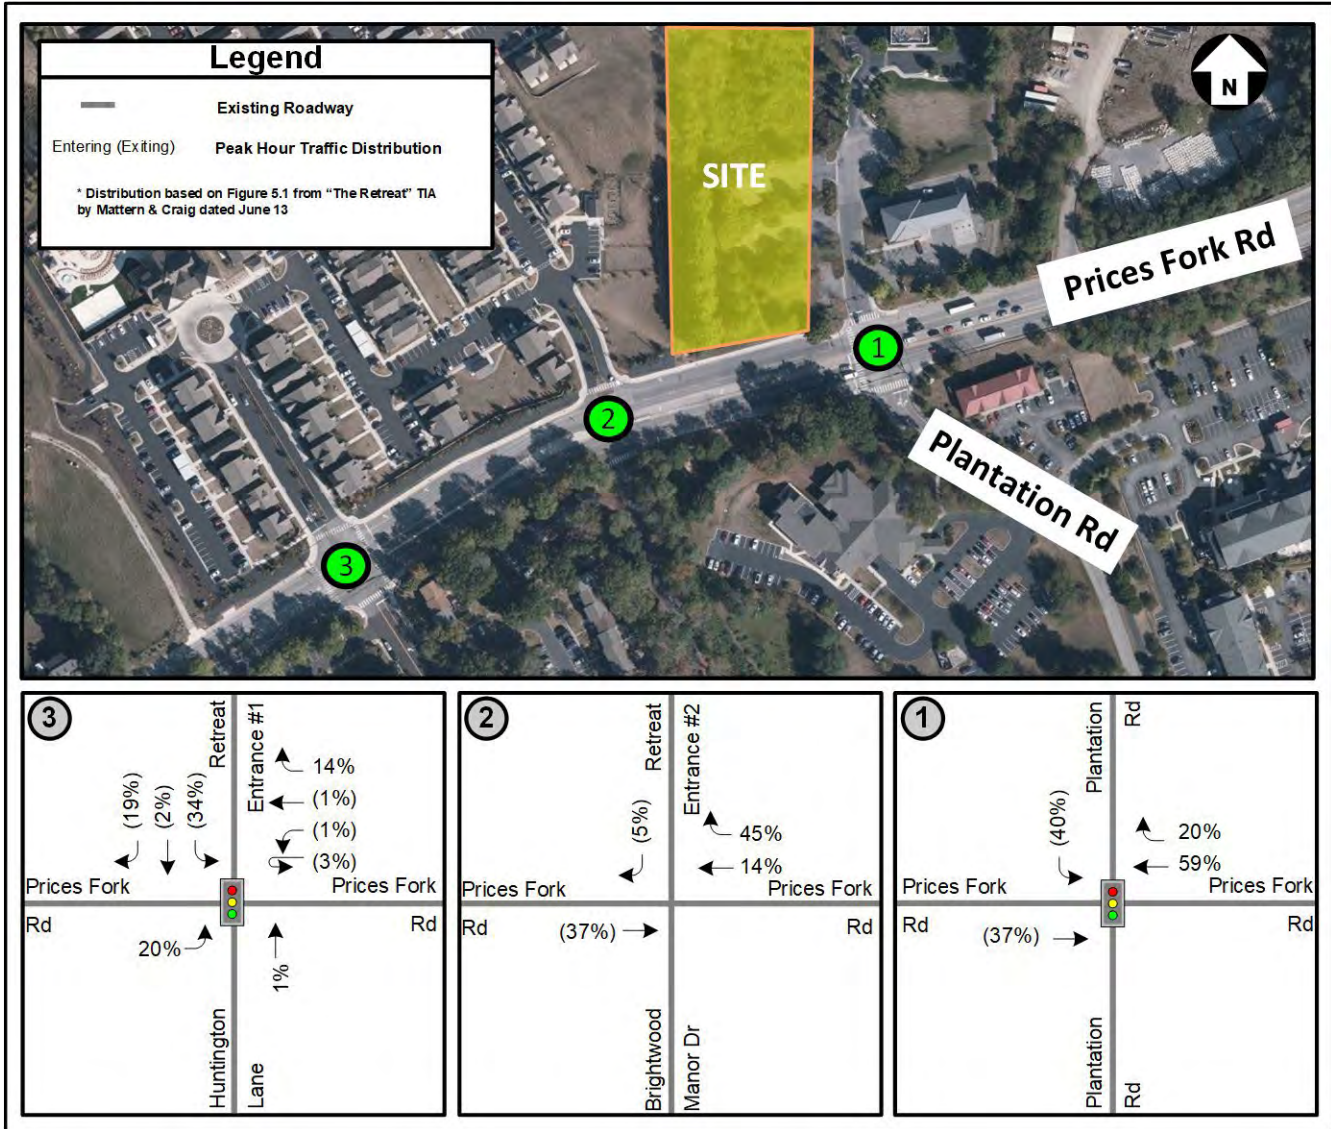 Legend
Existing Roadway
Entering (Exiting) Peak Hour Traffic Distribution
* Distribution based on Figure 5.1 from “The Retreat” TIA
by Mattern & Craig dated June 13
N
SITE
Prices Fork Rd
Plantation Rd
1
2
3
3
Retreat
Entrance #1
(19%)
(2%)
(34%)
14%
(1%)
(1%)
(3%)
Prices Fork
Rd
Prices Fork
Rd
20%
1%
Huntington
Lane
2
Retreat
Entrance #2
(5%)
45%
14%
Prices Fork
Rd
Prices Fork
Rd
(37%)
Brightwood
Manor Dr
1
Plantation
Rd
(40%)
20%
59%
Prices Fork
Rd
Prices Fork
Rd
(37%)
Plantation
Rd